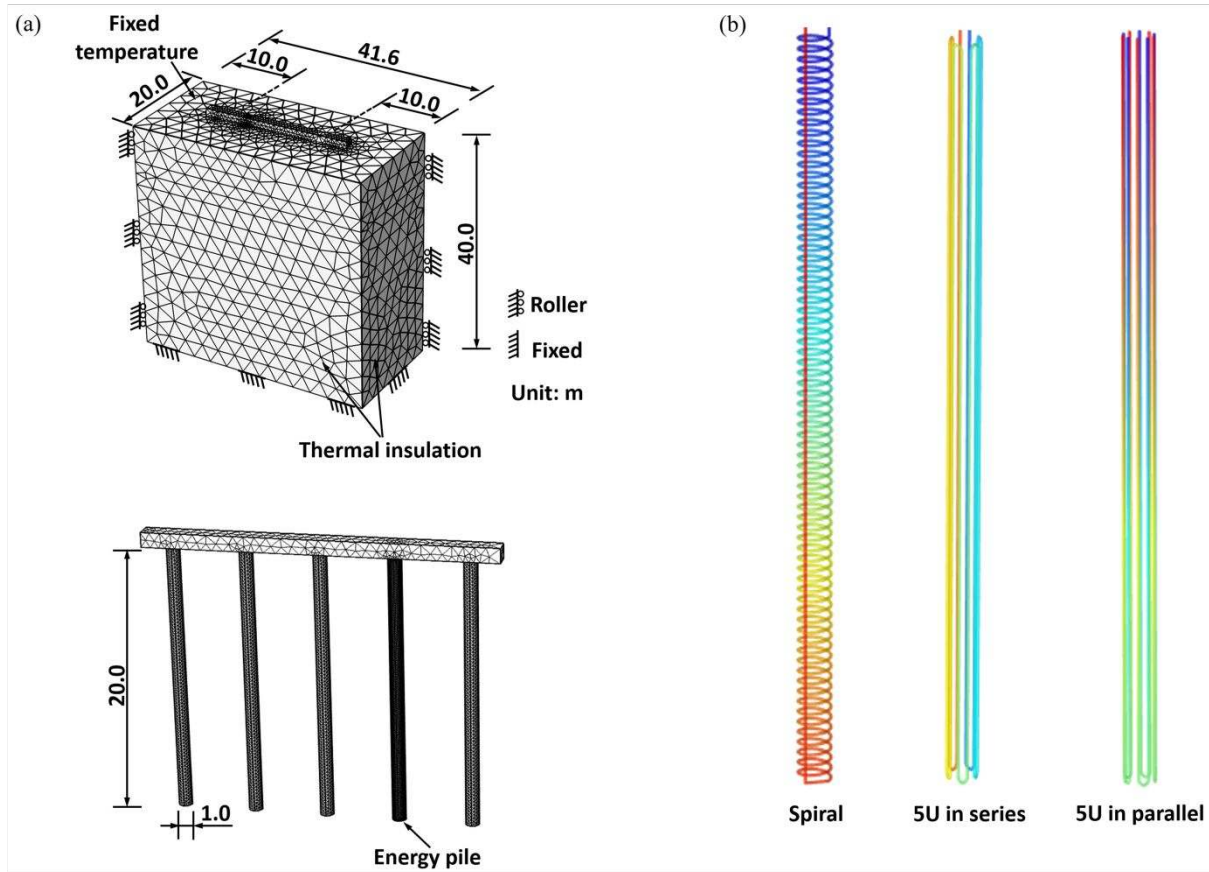 (a)
Fixed
temperature
20.0
10.0
41.6
10.0
40.0
Roller
Fixed
Unit: m
Thermal insulation
20.0
1.0
Energy pile
(b)
Spiral
5U in series
5U in parallel